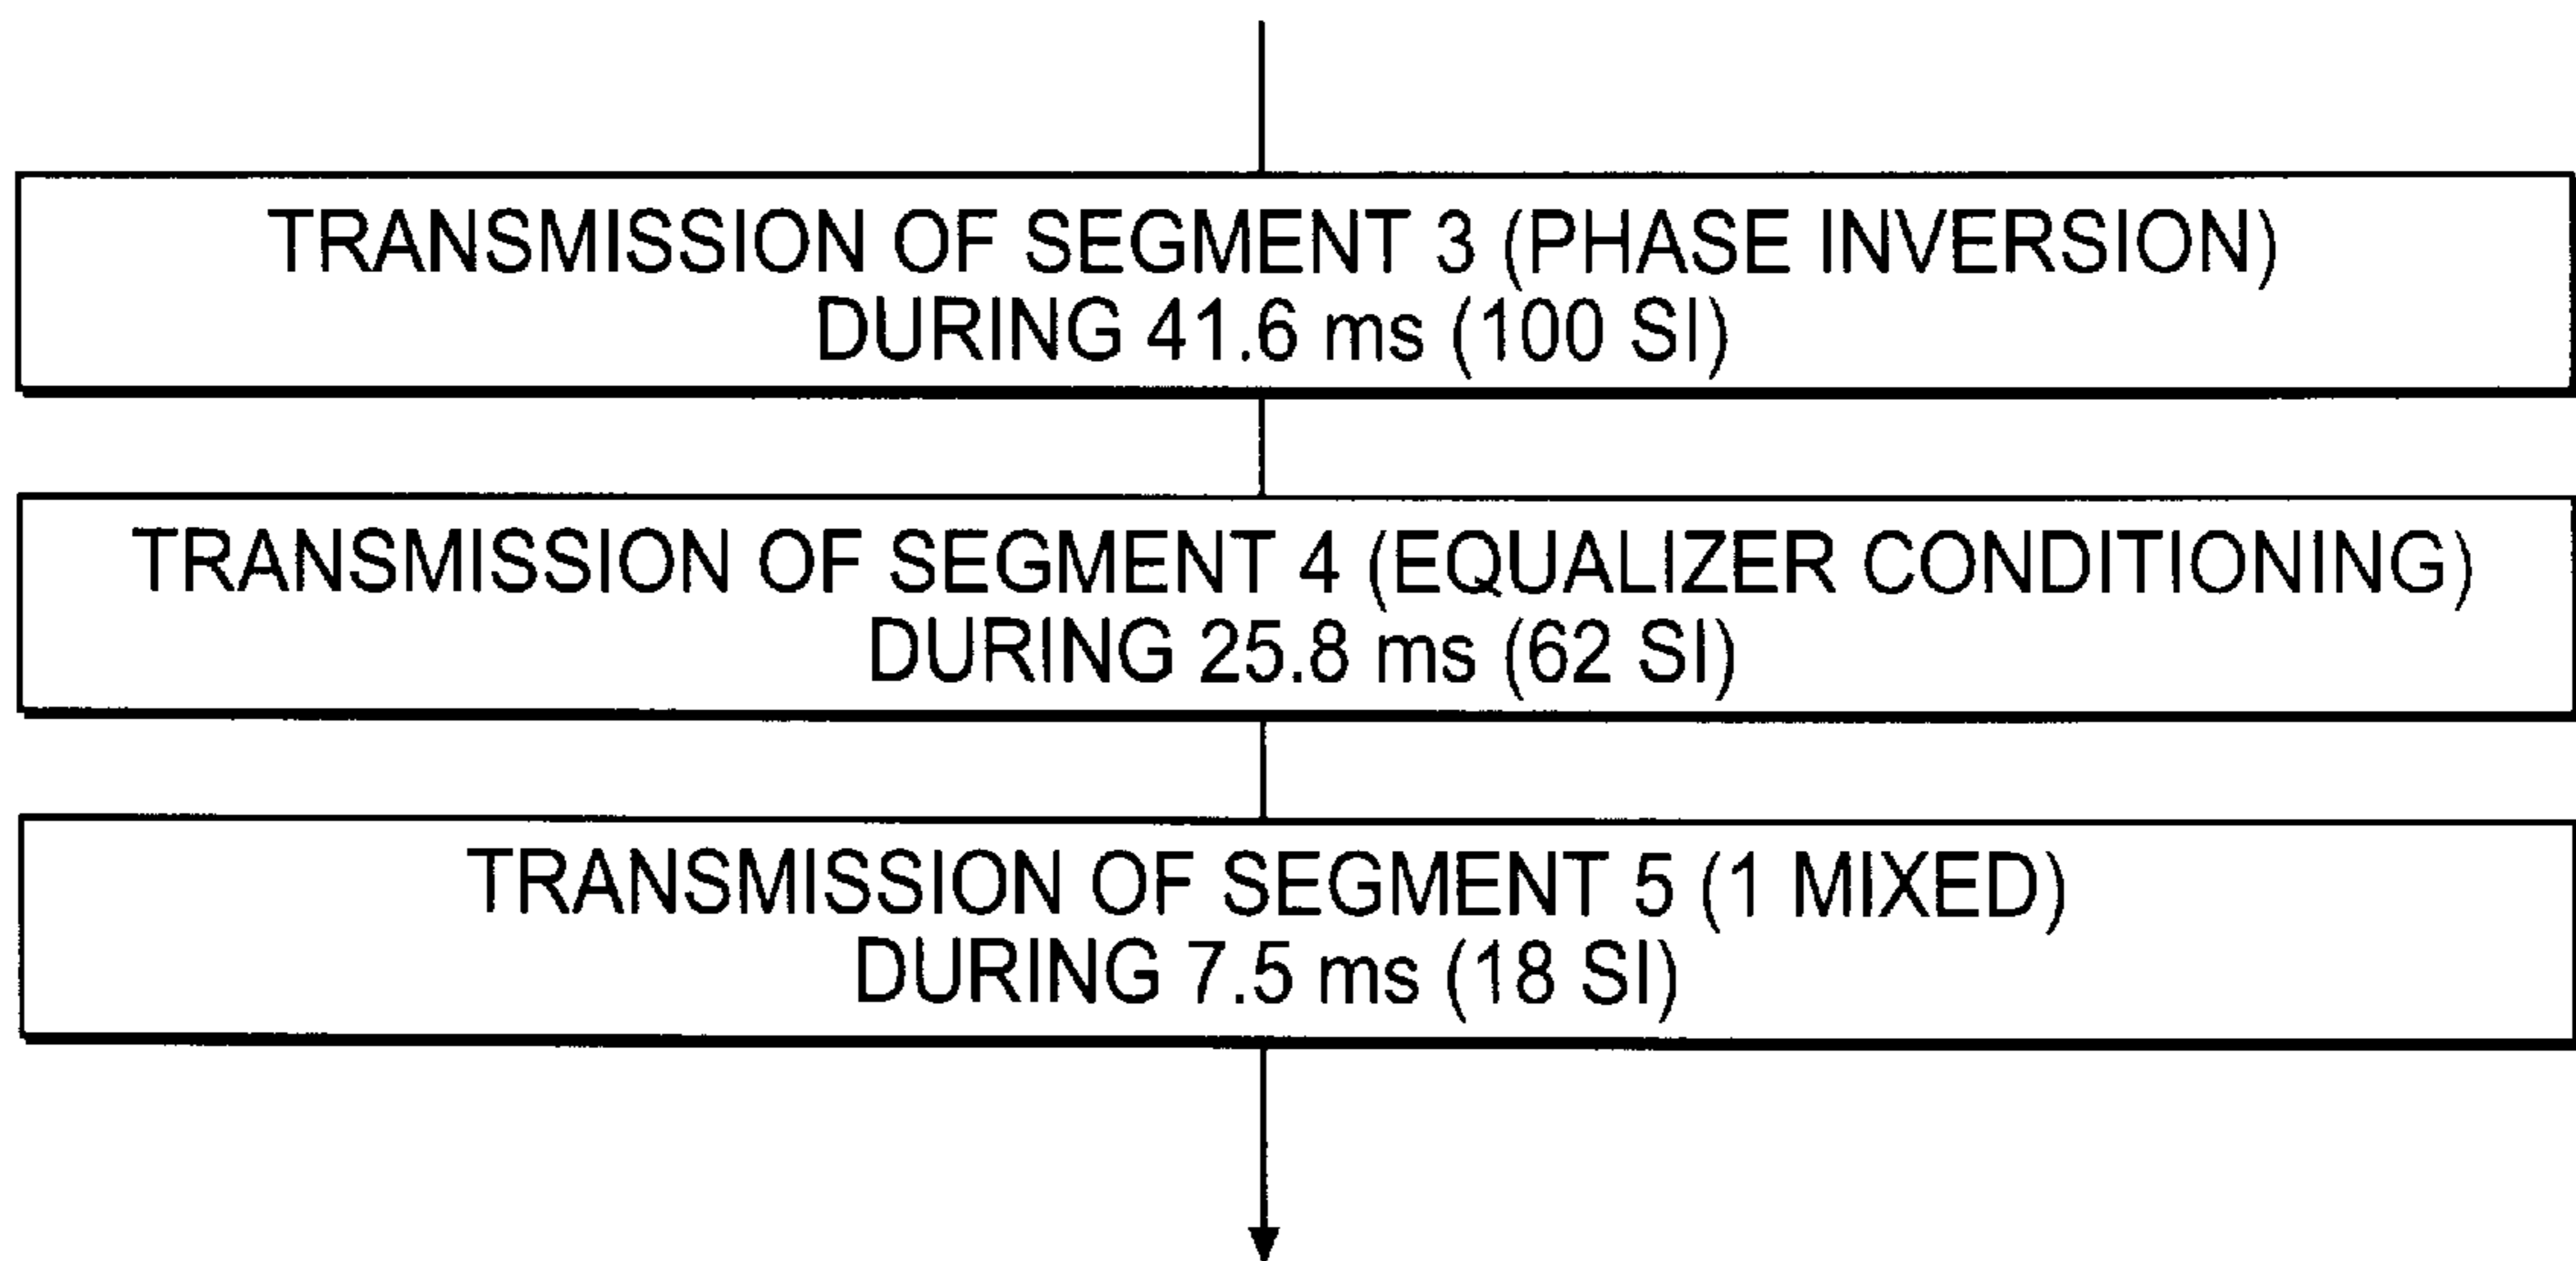 TRANSMISSION OF SEGMENT 3 (PHASE INVERSION)
DURING 41.6 ms (100 SI)
TRANSMISSION OF SEGMENT 4 (EQUALIZER CONDITIONING)
DURING 25.8 ms (62 SI)
TRANSMISSION OF SEGMENT 5 (1 MIXED)
DURING 7.5 ms (18 SI)